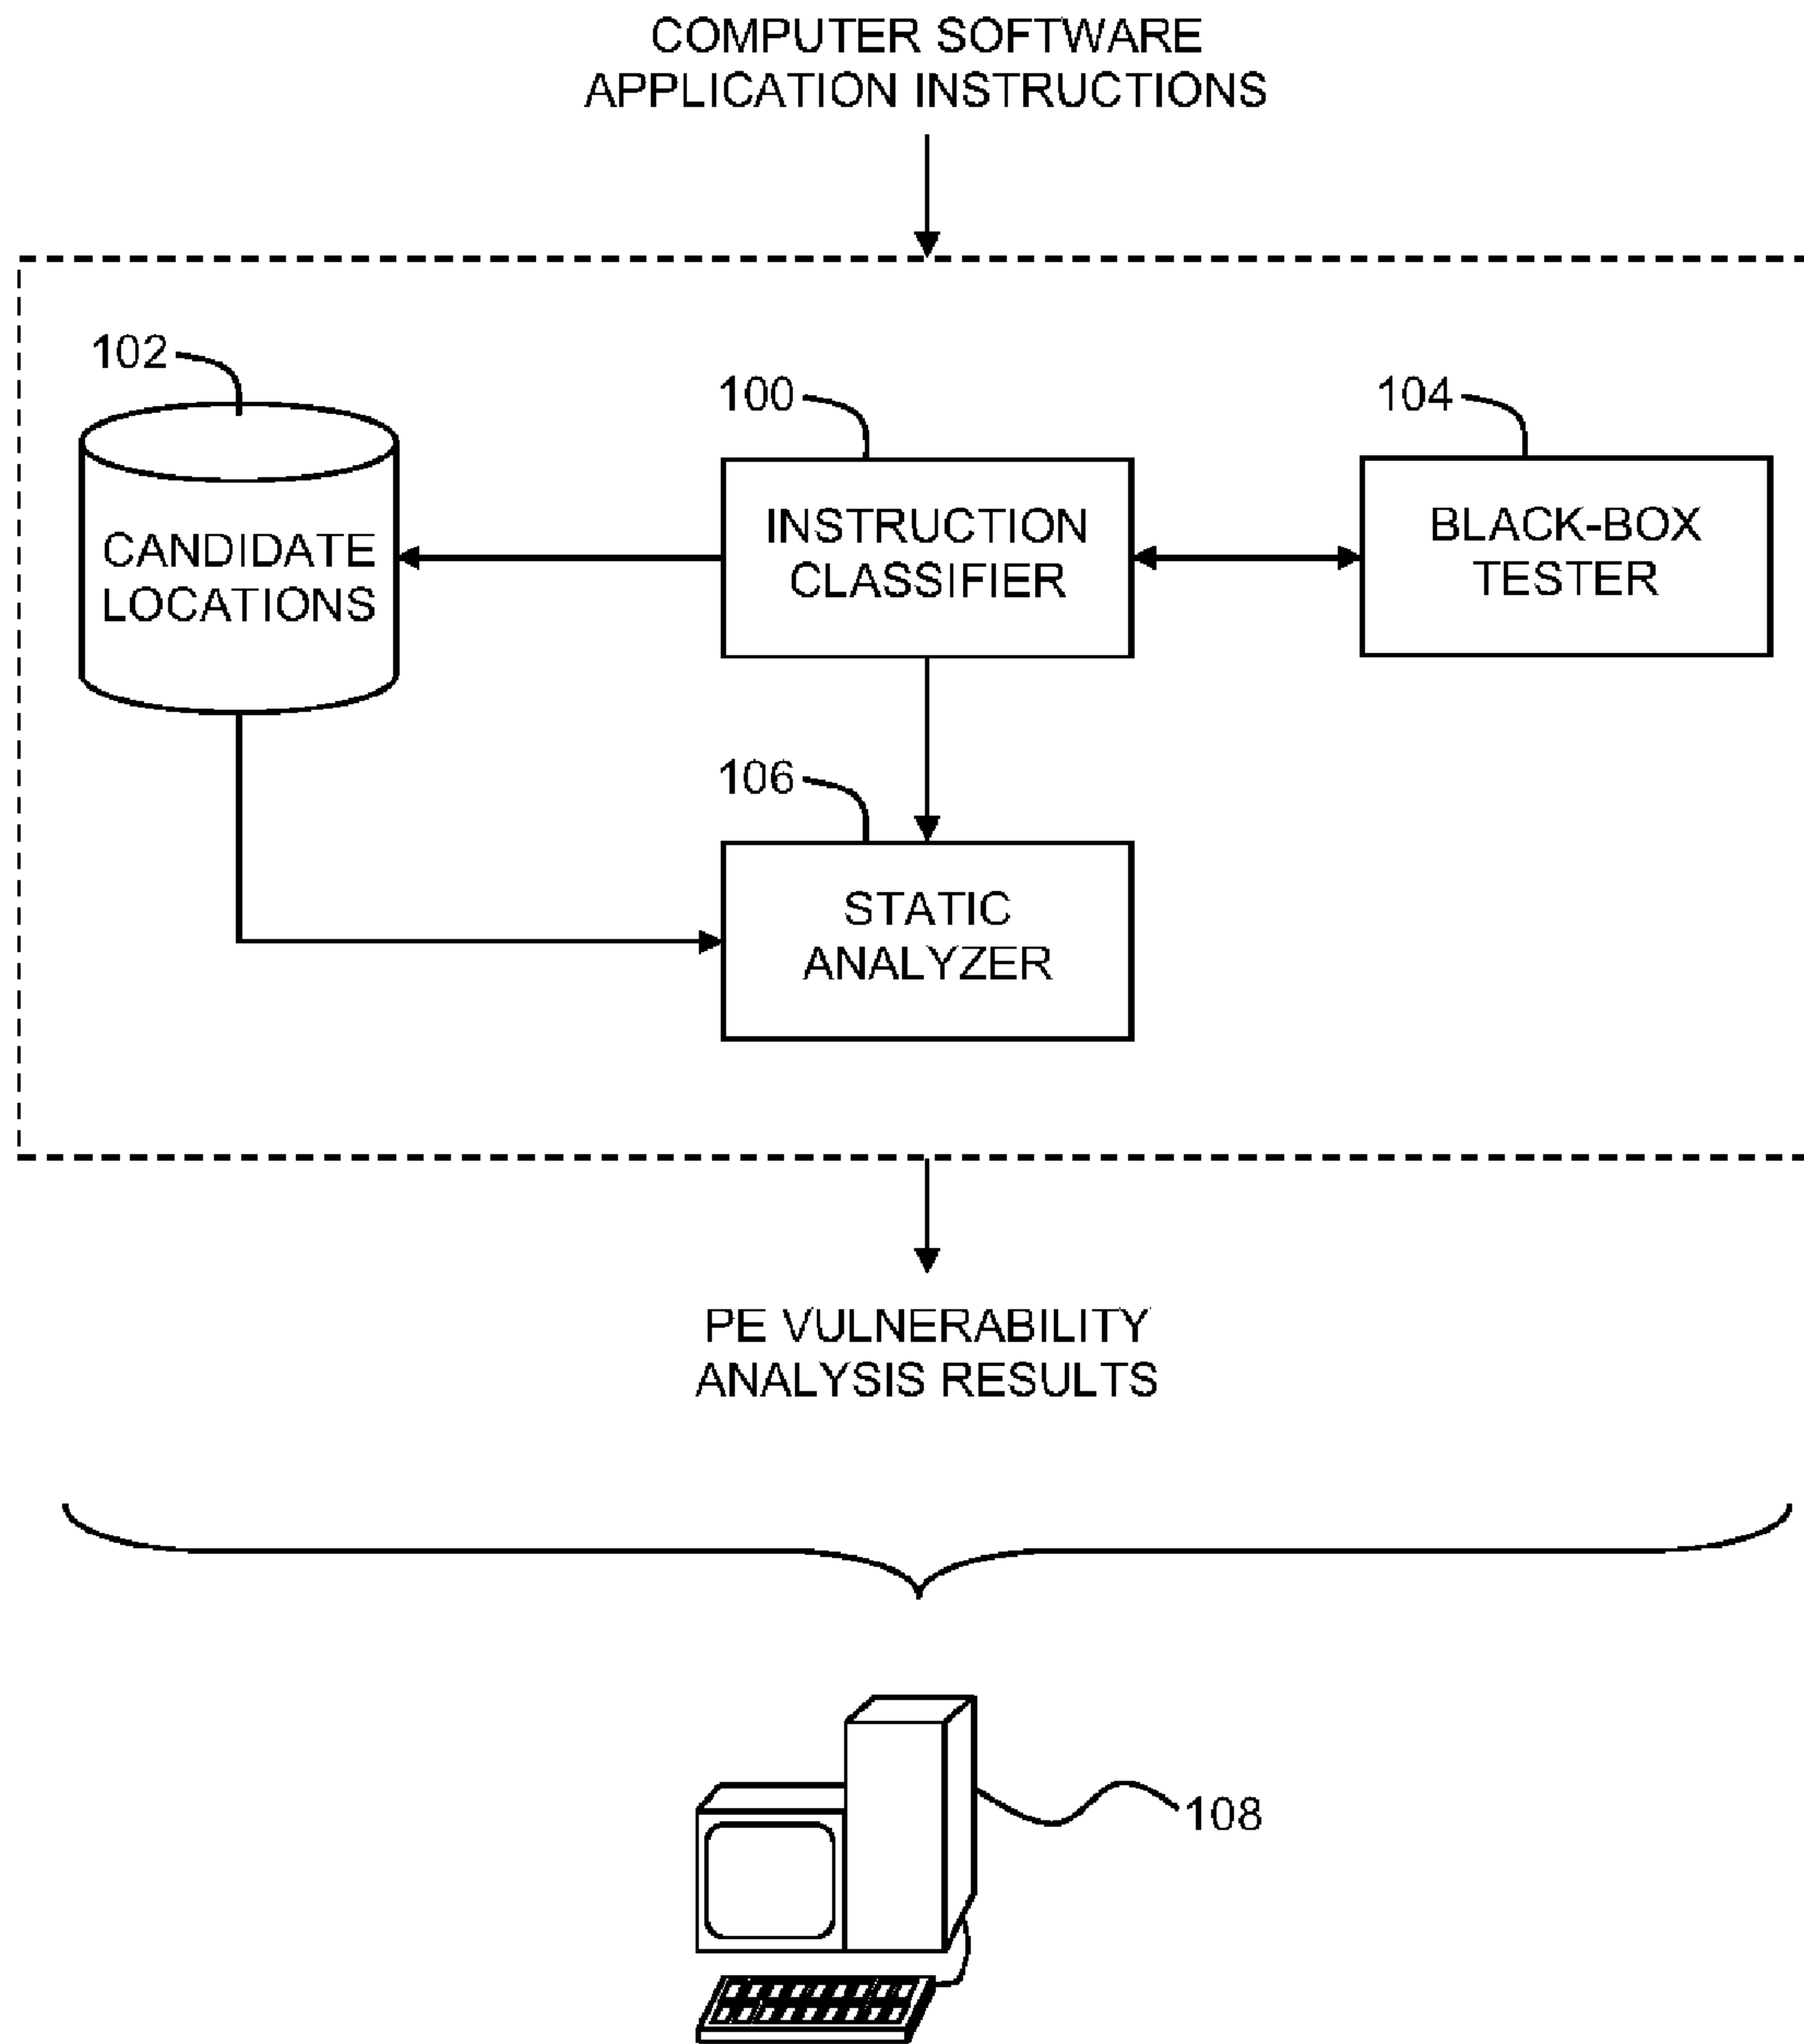 COMPUTER SOFTWARE
APPLICATION INSTRUCTIONS
102
100
104
CANDIDATE
LOCATIONS
INSTRUCTION
CLASSIFIER
BLACK-BOX
TESTER
106
STATIC
ANALYZER
PE VULNERABILITY
ANALYSIS RESULTS
108